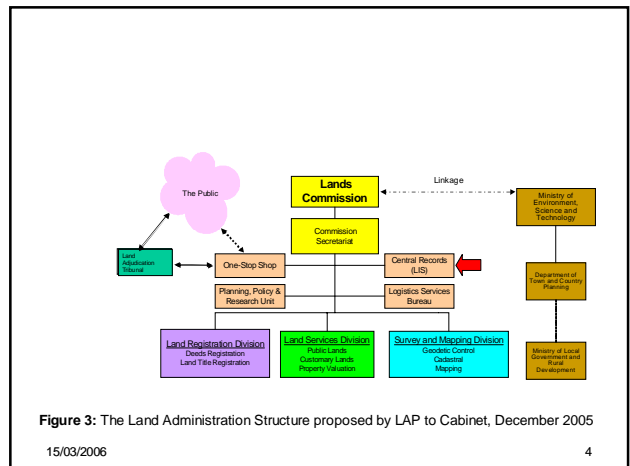 The Public
Lands
Commission
Linkage
Ministry of
Environment,
Science and
Technology
Commission
Secretariat
Land
Adjudication
Tribunal
One-Stop Shop
Central Records
(LIS)
Department of
Town and Country
Planning
Planning, Policy &
Research Unit
Logistics Services
Bureau
Land Registration Division
Deeds Registration
Land Title Registration
Land Services Division
Public Lands
Customary Lands
Property Valuation
Survey and Mapping Division
Geodetic Control
Cadastral
Mapping
Ministry of Local
Government and
Rural
Development
Figure 3: The Land Administration Structure proposed by LAP to Cabinet, December 2005
15/03/2006
4